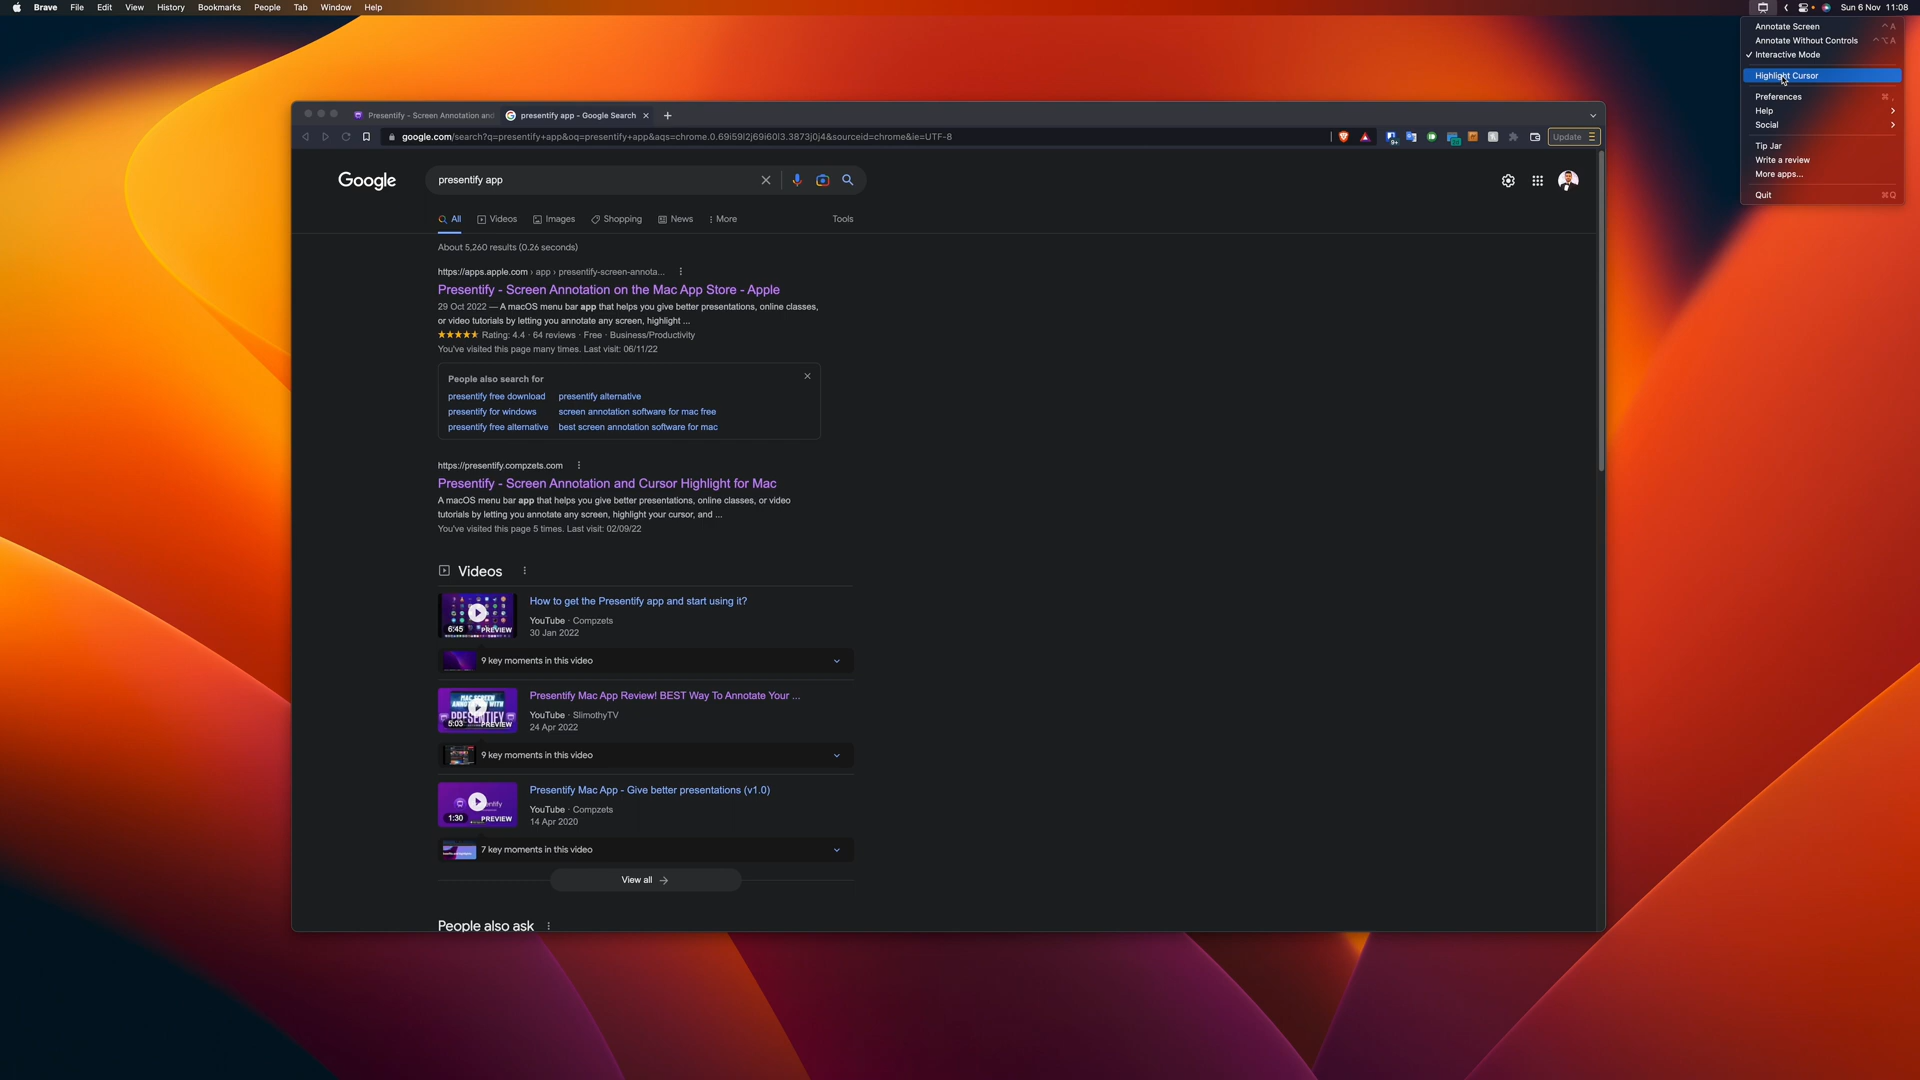 Brave File Edit View History Bookmarks People Tab Window Help
Sun 6 Nov 11:08
Annotate Screen ^ A
Annotate Without Controls ^ ⌥ A
✓ Interactive Mode
Highlight Cursor
Preferences ⌘ ,
Help
Social
Tip Jar
Write a review
More apps...
Quit ⌘Q
Presentify - Screen Annotation and
presentify app - Google Search
google.com/search?q=presentify+app&oq=presentify+app&aqs=chrome.0.69i59l2j69i60l3.3873j0j4&sourceid=chrome&ie=UTF-8
9+
Update
Google
presentify app
All Videos Images Shopping News More Tools
About 5,260 results (0.26 seconds)
https://apps.apple.com › app › presentify-screen-annota...
Presentify - Screen Annotation on the Mac App Store - Apple
29 Oct 2022 — A macOS menu bar app that helps you give better presentations, online classes,
or video tutorials by letting you annotate any screen, highlight ...
Rating: 4.4 · 64 reviews · Free · Business/Productivity
You've visited this page many times. Last visit: 06/11/22
People also search for
presentify free download presentify alternative
presentify for windows screen annotation software for mac free
presentify free alternative best screen annotation software for mac
https://presentify.compzets.com
Presentify - Screen Annotation and Cursor Highlight for Mac
A macOS menu bar app that helps you give better presentations, online classes, or video
tutorials by letting you annotate any screen, highlight your cursor, and ...
You've visited this page 5 times. Last visit: 02/09/22
Videos
How to get the Presentify app and start using it?
YouTube · Compzets
30 Jan 2022
6:45 PREVIEW
9 key moments in this video
Presentify Mac App Review! BEST Way To Annotate Your ...
YouTube · SlimothyTV
24 Apr 2022
MAC SCREEN
ANNOTATION WITH
PRESENTIFY
5:03 PREVIEW
9 key moments in this video
Presentify Mac App - Give better presentations (v1.0)
YouTube · Compzets
14 Apr 2020
1:30 PREVIEW
7 key moments in this video
View all
People also ask